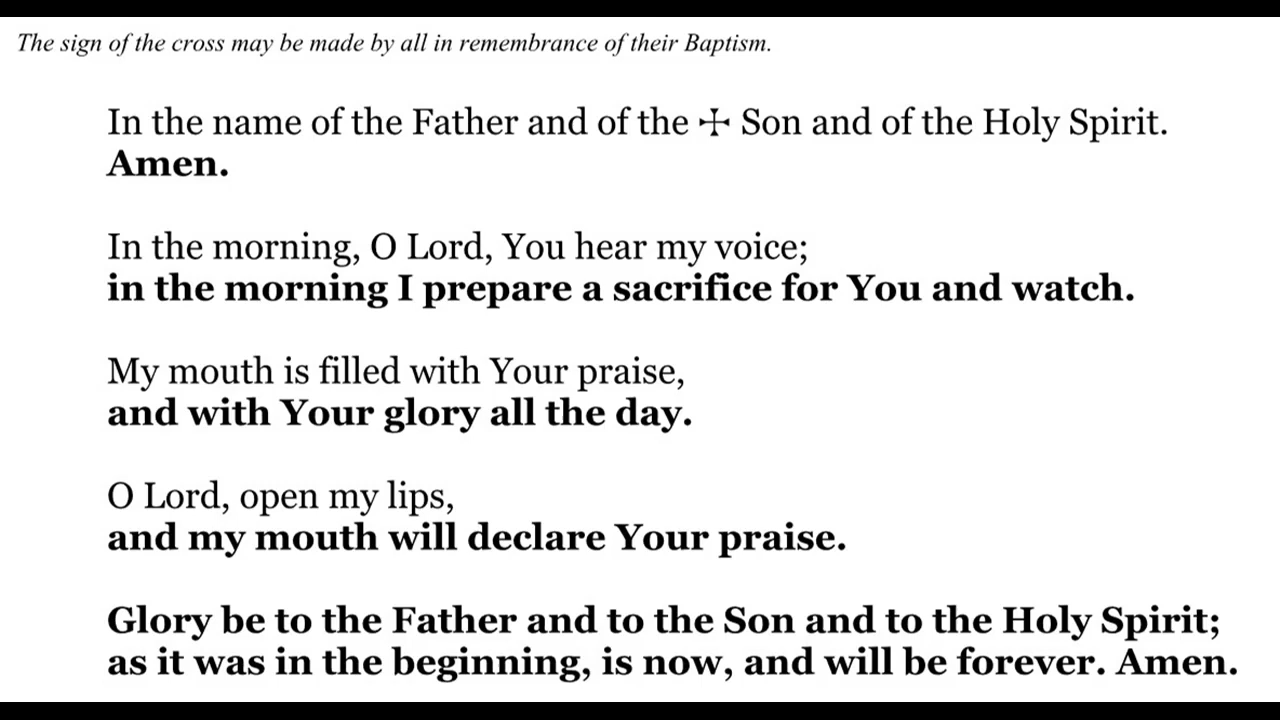 The sign of the cross may be made by all in remembrance of their Baptism.
In the name of the Father and of the ☩ Son and of the Holy Spirit.
Amen.
In the morning, O Lord, You hear my voice;
in the morning I prepare a sacrifice for You and watch.
My mouth is filled with Your praise,
and with Your glory all the day.
O Lord, open my lips,
and my mouth will declare Your praise.
Glory be to the Father and to the Son and to the Holy Spirit;
as it was in the beginning, is now, and will be forever. Amen.